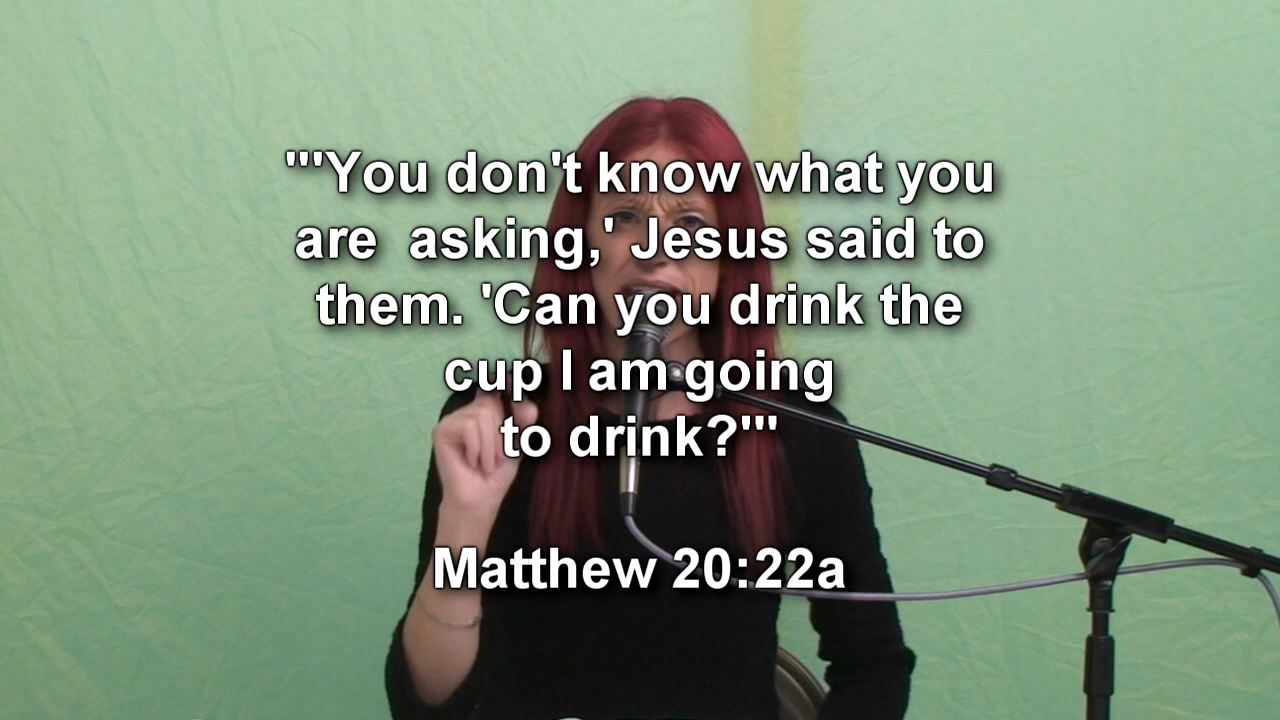 "'You don't know what you
are  asking,' Jesus said to
them. 'Can you drink the
cup I am going
to drink?'"
Matthew 20:22a